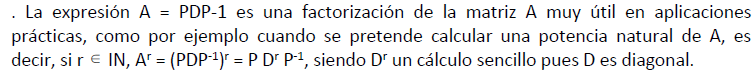 . La expresión A = PDP-1 es una factorización de la matriz A muy útil en aplicaciones
prácticas, como por ejemplo cuando se pretende calcular una potencia natural de A, es
decir, si r ∈ IN, Aʳ = (PDP⁻¹)ʳ = P Dʳ P⁻¹, siendo Dʳ un cálculo sencillo pues D es diagonal.